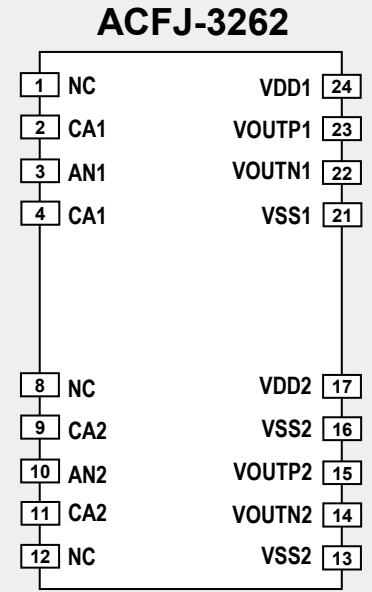 ACFJ-3262
1 NC VDD1 24
2 CA1 VOUTP1 23
3 AN1 VOUTN1 22
4 CA1 VSS1 21
8 NC VDD2 17
9 CA2 VSS2 16
10 AN2 VOUTP2 15
11 CA2 VOUTN2 14
12 NC VSS2 13